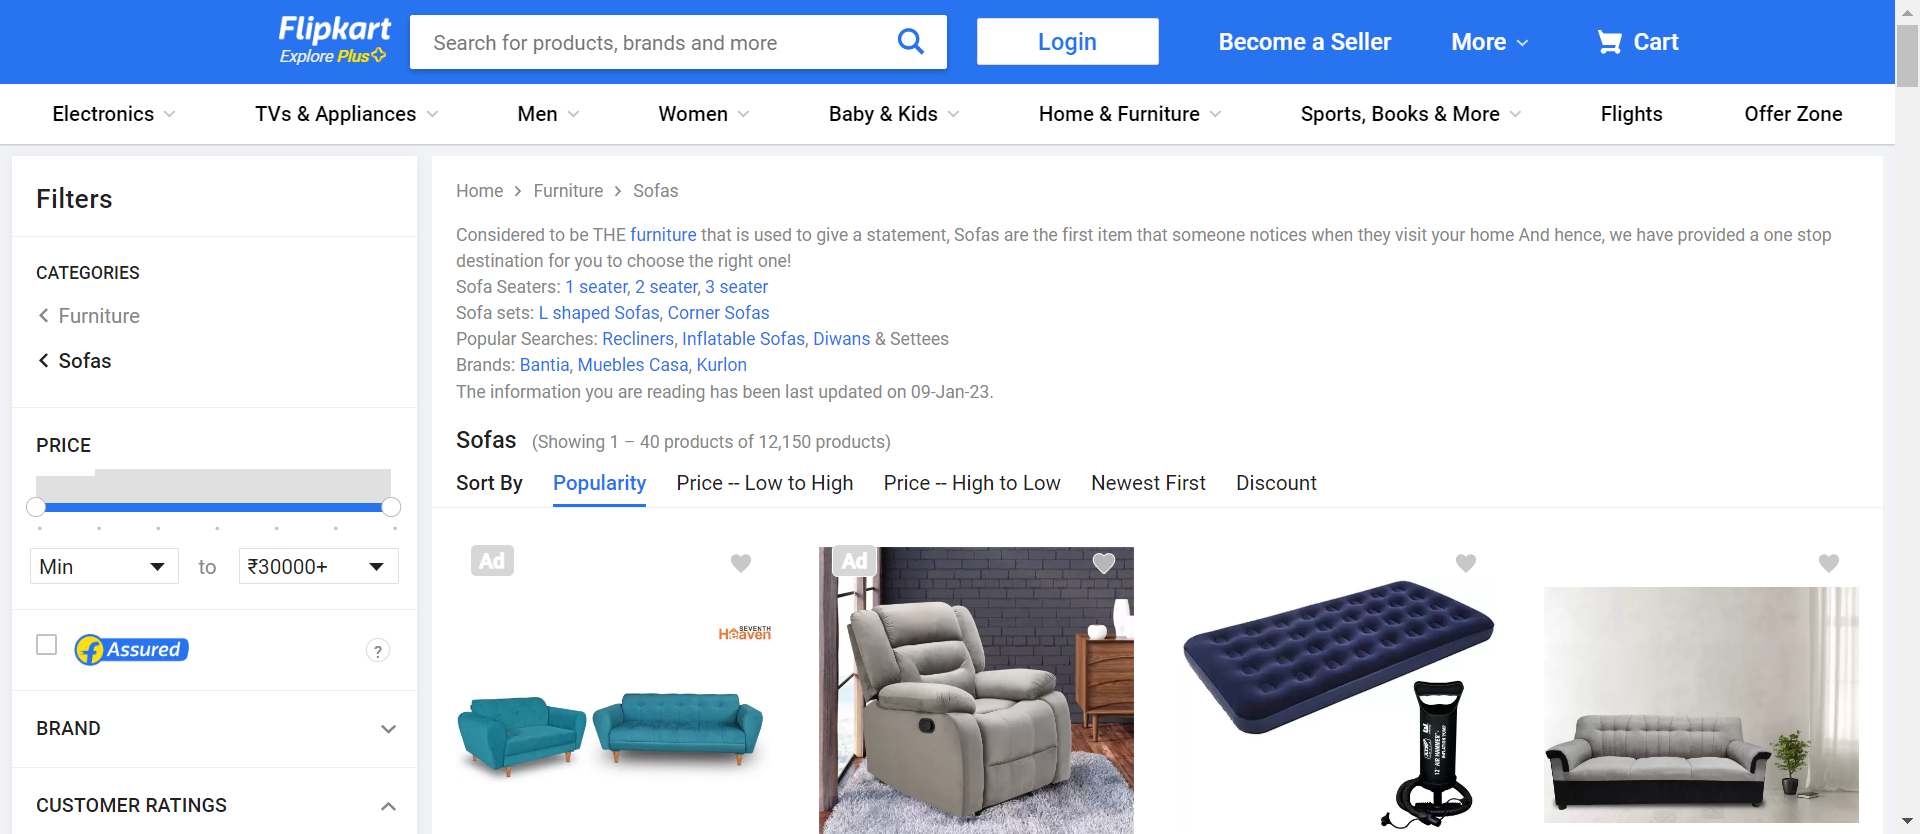 Flipkart
Explore Plus
Search for products, brands and more
Login
Become a Seller
More
Cart
Electronics
TVs & Appliances
Men
Women
Baby & Kids
Home & Furniture
Sports, Books & More
Flights
Offer Zone
Filters
CATEGORIES
Furniture
Sofas
PRICE
Min
to
₹30000+
Assured
?
BRAND
CUSTOMER RATINGS
Home > Furniture > Sofas
Considered to be THE furniture that is used to give a statement, Sofas are the first item that someone notices when they visit your home And hence, we have provided a one stop
destination for you to choose the right one!
Sofa Seaters: 1 seater, 2 seater, 3 seater
Sofa sets: L shaped Sofas, Corner Sofas
Popular Searches: Recliners, Inflatable Sofas, Diwans & Settees
Brands: Bantia, Muebles Casa, Kurlon
The information you are reading has been last updated on 09-Jan-23.
Sofas (Showing 1 – 40 products of 12,150 products)
Sort By
Popularity
Price -- Low to High
Price -- High to Low
Newest First
Discount
Ad
SEVENTH
Heaven
Ad
12" AIR HAMMER
INFLATION PUMP